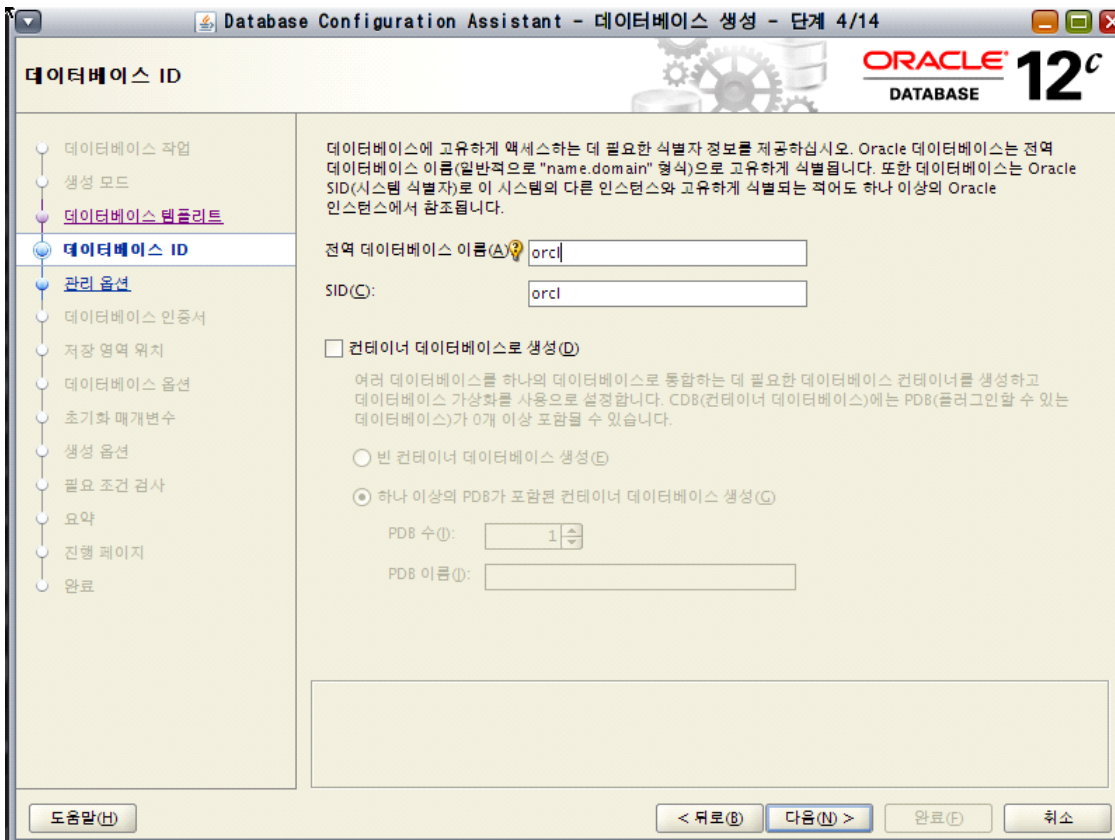 Database Configuration Assistant - 데이터베이스 생성 - 단계 4/14
데이터베이스 ID
ORACLE
DATABASE
12c
데이터베이스 작업
생성 모드
데이터베이스 템플리트
데이터베이스 ID
관리 옵션
데이터베이스 인증서
저장 영역 위치
데이터베이스 옵션
초기화 매개변수
생성 옵션
필요 조건 검사
요약
진행 페이지
완료
데이터베이스에 고유하게 액세스하는 데 필요한 식별자 정보를 제공하십시오. Oracle 데이터베이스는 전역
데이터베이스 이름(일반적으로 "name.domain" 형식)으로 고유하게 식별됩니다. 또한 데이터베이스는 Oracle
SID(시스템 식별자)로 이 시스템의 다른 인스턴스와 고유하게 식별되는 적어도 하나 이상의 Oracle
인스턴스에서 참조됩니다.
전역 데이터베이스 이름(A) orcl
SID(C): orcl
컨테이너 데이터베이스로 생성(D)
여러 데이터베이스를 하나의 데이터베이스로 통합하는 데 필요한 데이터베이스 컨테이너를 생성하고
데이터베이스 가상화를 사용으로 설정합니다. CDB(컨테이너 데이터베이스)에는 PDB(플러그인할 수 있는
데이터베이스)가 0개 이상 포함될 수 있습니다.
빈 컨테이너 데이터베이스 생성(E)
하나 이상의 PDB가 포함된 컨테이너 데이터베이스 생성(G)
PDB 수(I): 1
PDB 이름(J):
도움말(H)
< 뒤로(B)
다음(N) >
완료(F)
취소